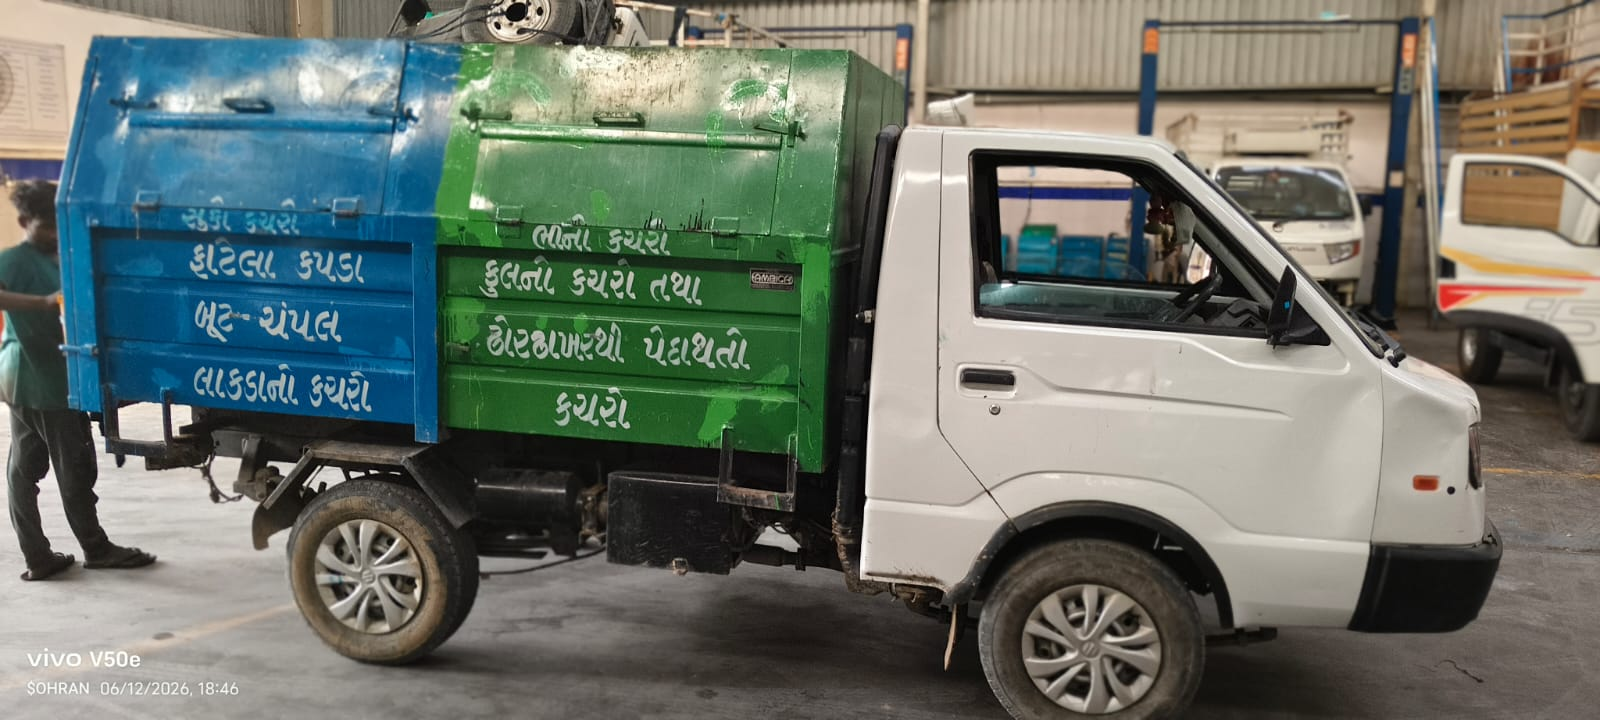 સુકો કચરો
ફાટેલા કપડા
બૂટ-ચંપલ
લાકડાનો કચરો
ભીનો કચરો
ફુલનો કચરો તથા
ઢોરઢાખરથી પેદાથતો
કચરો
AMBICA
vivo V50e
SOHRAN 06/12/2026, 18:46